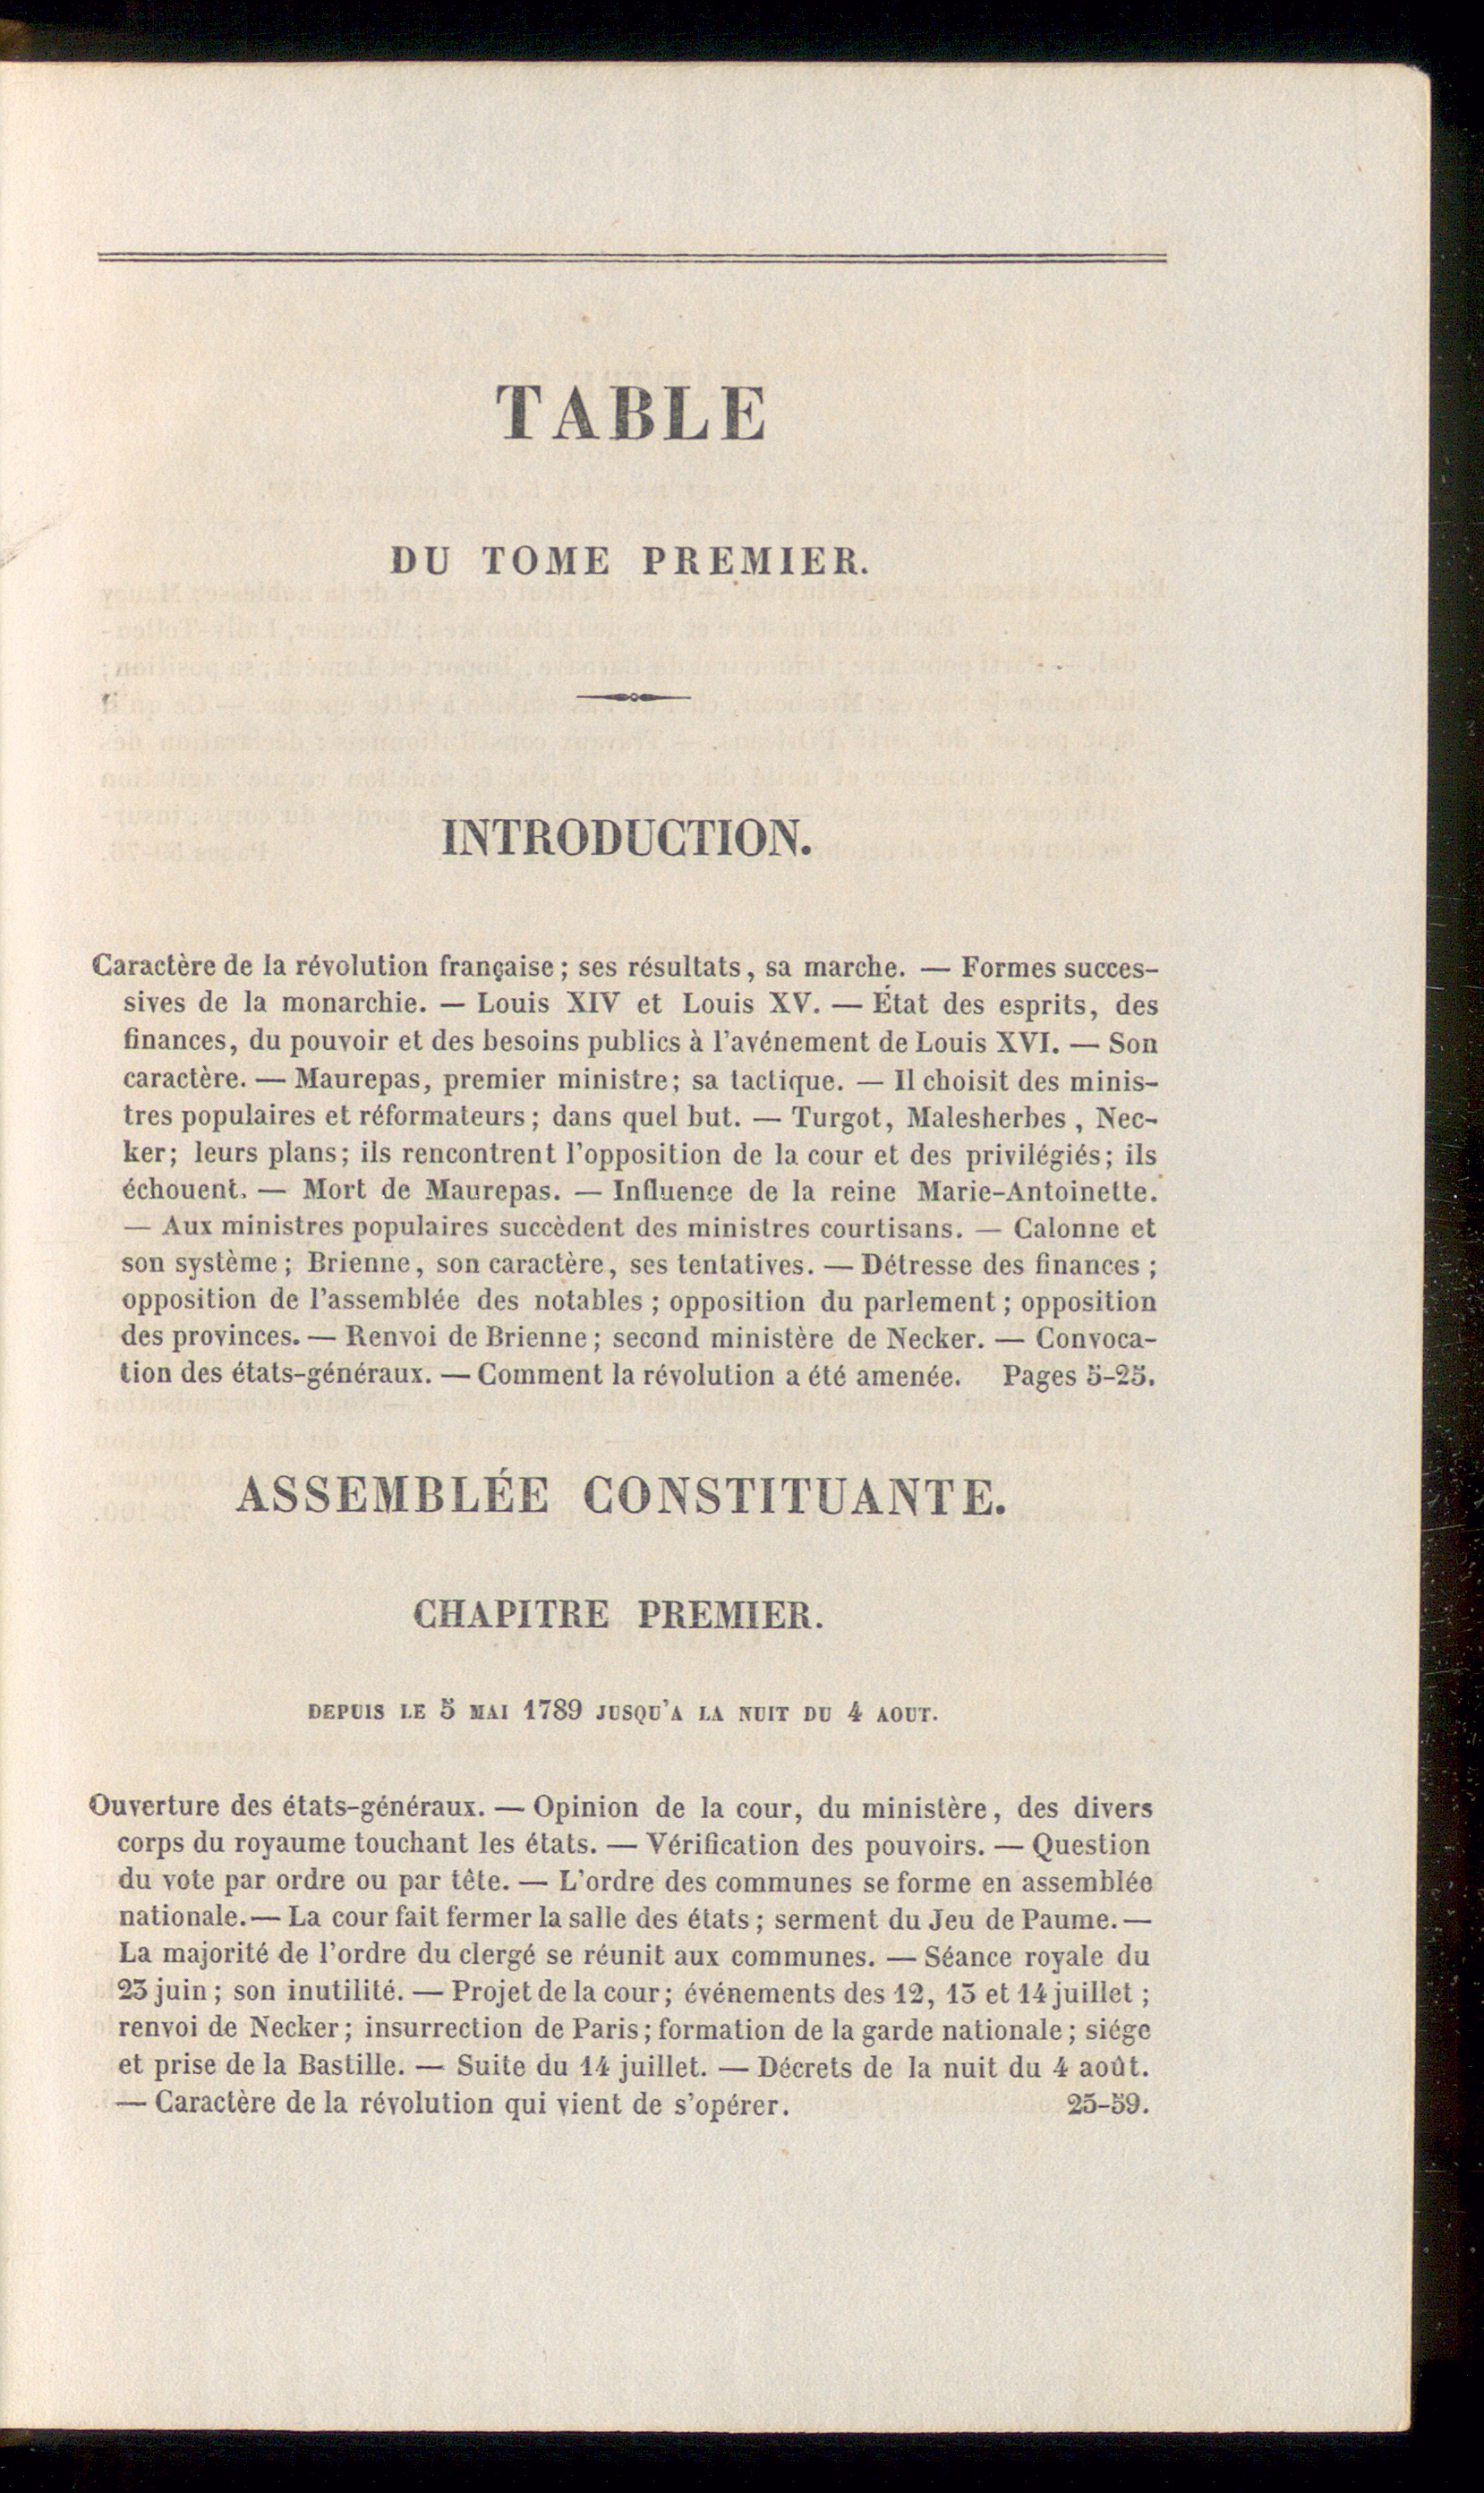 TABLE
DU TOME PREMIER.
INTRODUCTION.
Caractère de la révolution française; ses résultats, sa marche. — Formes succes-
sives de la monarchie. — Louis XIV et Louis XV. — État des esprits, des
finances, du pouvoir et des besoins publics à l'avénement de Louis XVI. — Son
caractère. — Maurepas, premier ministre; sa tactique. — Il choisit des minis-
tres populaires et réformateurs; dans quel but. — Turgot, Malesherbes, Nec-
ker; leurs plans; ils rencontrent l'opposition de la cour et des privilégiés; ils
échouent. — Mort de Maurepas. — Influence de la reine Marie-Antoinette.
— Aux ministres populaires succèdent des ministres courtisans. — Calonne et
son système; Brienne, son caractère, ses tentatives. — Détresse des finances;
opposition de l'assemblée des notables; opposition du parlement; opposition
des provinces. — Renvoi de Brienne; second ministère de Necker. — Convoca-
tion des états-généraux. — Comment la révolution a été amenée. Pages 5-25.
ASSEMBLÉE CONSTITUANTE.
CHAPITRE PREMIER.
DEPUIS LE 5 MAI 1789 JUSQU'A LA NUIT DU 4 AOUT.
Ouverture des états-généraux. — Opinion de la cour, du ministère, des divers
corps du royaume touchant les états. — Vérification des pouvoirs. — Question
du vote par ordre ou par tête. — L'ordre des communes se forme en assemblée
nationale. — La cour fait fermer la salle des états; serment du Jeu de Paume. —
La majorité de l'ordre du clergé se réunit aux communes. — Séance royale du
23 juin; son inutilité. — Projet de la cour; événements des 12, 13 et 14 juillet;
renvoi de Necker; insurrection de Paris; formation de la garde nationale; siége
et prise de la Bastille. — Suite du 14 juillet. — Décrets de la nuit du 4 août.
— Caractère de la révolution qui vient de s'opérer. 25-59.